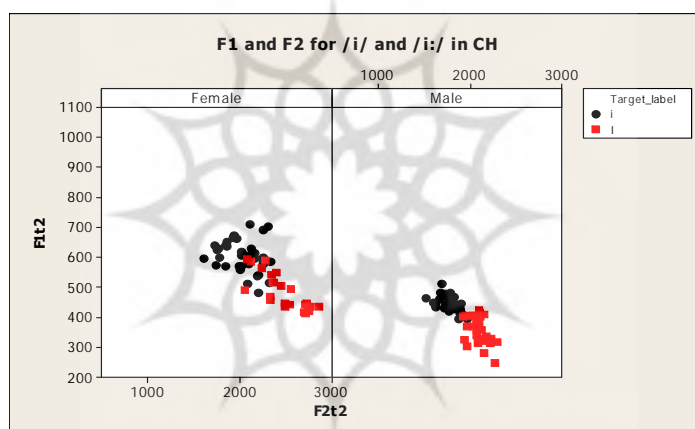 F1 and F2 for /i/ and /i:/ in CH
1000 2000 3000
Female Male
Target_label
i
I
1100
1000
900
800
700
600
500
400
300
200
F1t2
1000 2000 3000
F2t2